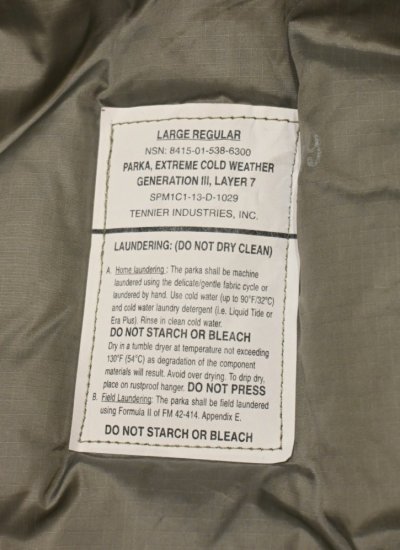 LARGE REGULAR
NSN: 8415-01-538-6300
PARKA, EXTREME COLD WEATHER
GENERATION III, LAYER 7
SPM1C1-13-D-1029
TENNIER INDUSTRIES, INC.
LAUNDERING: (DO NOT DRY CLEAN)
A. Home laundering : The parka shall be machine
laundered using the delicate/gentle fabric cycle or
laundered by hand. Use cold water (up to 90°F/32°C)
and cold water laundry detergent (i.e. Liquid Tide or
Era Plus). Rinse in clean cold water.
DO NOT STARCH OR BLEACH
Dry in a tumble dryer at temperature not exceeding
130°F (54°C) as degradation of the component
materials will result. Avoid over drying. To drip dry,
place on rustproof hanger. DO NOT PRESS
B. Field Laundering: The parka shall be field laundered
using Formula II of FM 42-414. Appendix E.
DO NOT STARCH OR BLEACH